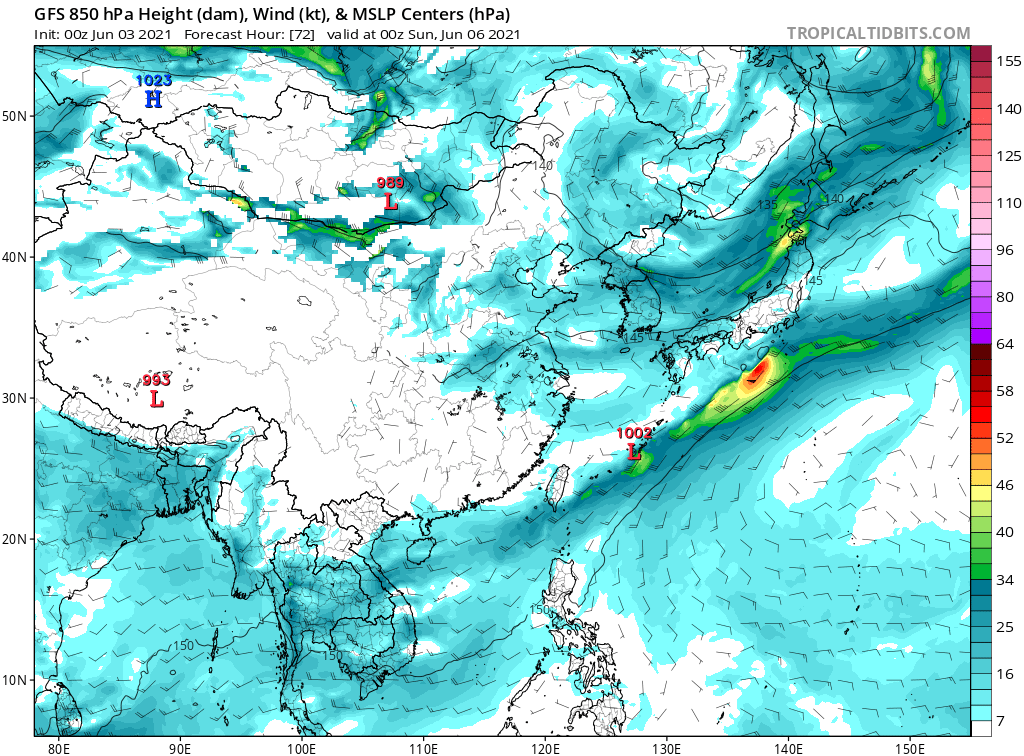 GFS 850 hPa Height (dam), Wind (kt), & MSLP Centers (hPa)
Init: 00z Jun 03 2021 Forecast Hour: [72] valid at 00z Sun, Jun 06 2021
TROPICALTIDBITS.COM
1023
H
989
L
993
L
1002
L
140
135
140
45
145
150
150
150
50N
40N
30N
20N
10N
80E
90E
100E
110E
120E
130E
140E
150E
155
140
125
110
96
80
64
58
52
46
40
34
25
16
7